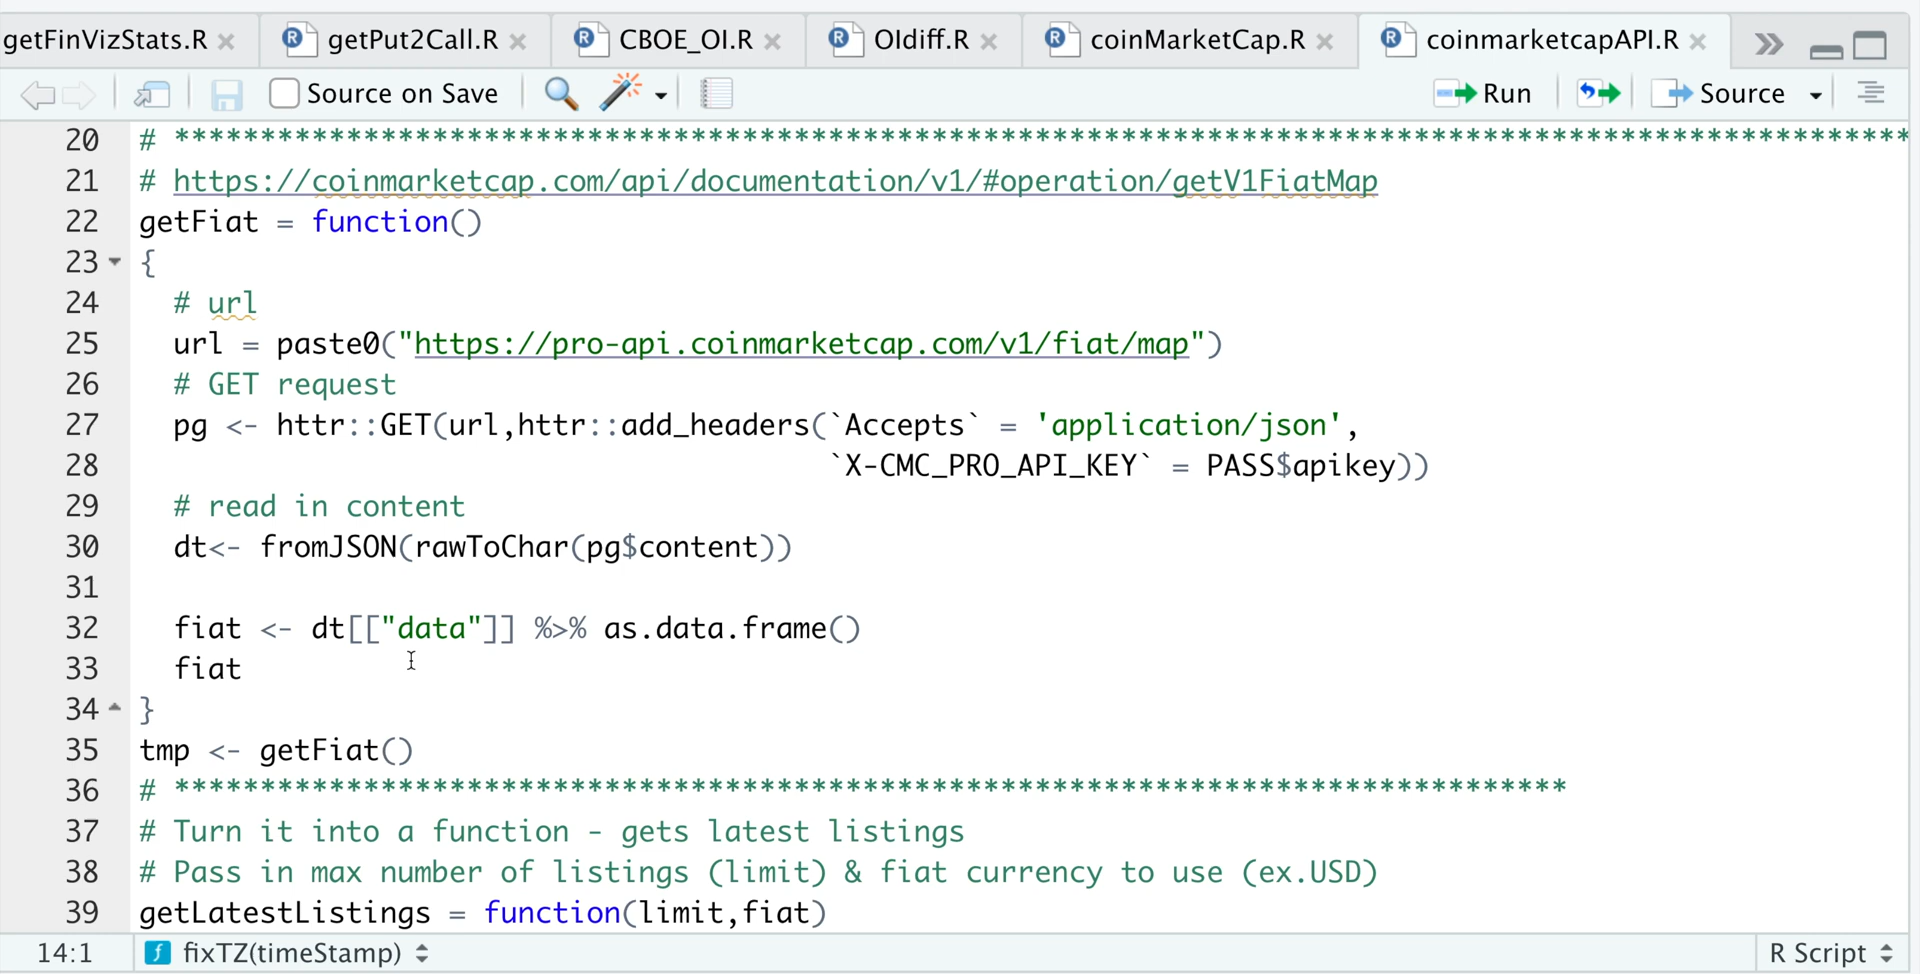 getFinVizStats.R × getPut2Call.R × CBOE_OI.R × OIdiff.R × coinMarketCap.R × coinmarketcapAPI.R ×
Source on Save Run Source
20 # *****************************************************************************************************
21 # https://coinmarketcap.com/api/documentation/v1/#operation/getV1FiatMap
22 getFiat = function()
23 {
24 # url
25 url = paste0("https://pro-api.coinmarketcap.com/v1/fiat/map")
26 # GET request
27 pg <- httr::GET(url,httr::add_headers(`Accepts` = 'application/json',
28 `X-CMC_PRO_API_KEY` = PASS$apikey))
29 # read in content
30 dt<- fromJSON(rawToChar(pg$content))
31
32 fiat <- dt[["data"]] %>% as.data.frame()
33 fiat
34 }
35 tmp <- getFiat()
36 # *********************************************************************************
37 # Turn it into a function - gets latest listings
38 # Pass in max number of listings (limit) & fiat currency to use (ex.USD)
39 getLatestListings = function(limit,fiat)
14:1 fixTZ(timeStamp) R Script